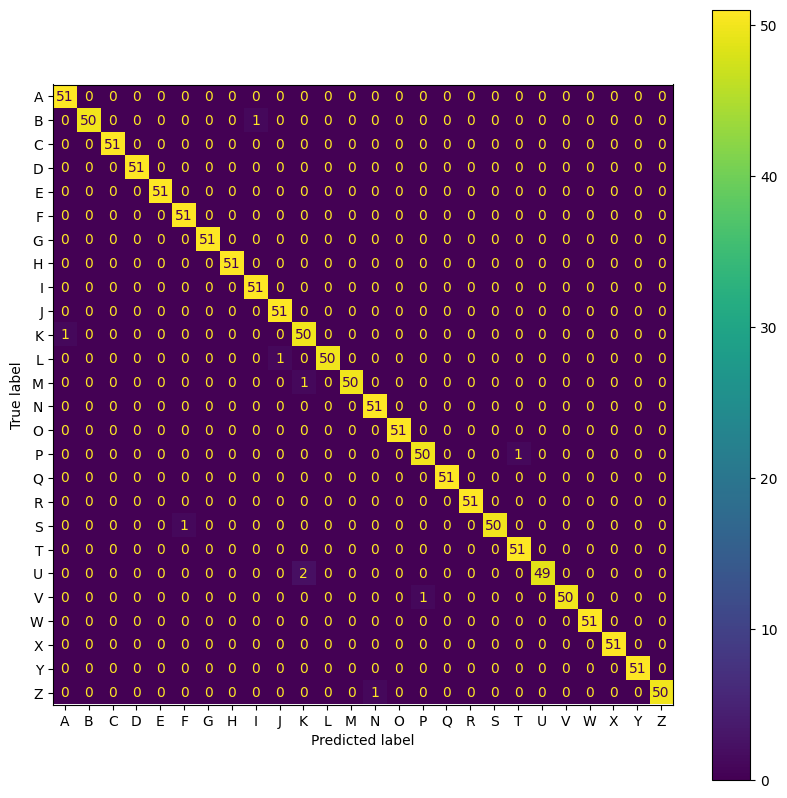 A 51 0 0 0 0 0 0 0 0 0 0 0 0 0 0 0 0 0 0 0 0 0 0 0 0 0
B 0 50 0 0 0 0 0 0 1 0 0 0 0 0 0 0 0 0 0 0 0 0 0 0 0 0
C 0 0 51 0 0 0 0 0 0 0 0 0 0 0 0 0 0 0 0 0 0 0 0 0 0 0
D 0 0 0 51 0 0 0 0 0 0 0 0 0 0 0 0 0 0 0 0 0 0 0 0 0 0
E 0 0 0 0 51 0 0 0 0 0 0 0 0 0 0 0 0 0 0 0 0 0 0 0 0 0
F 0 0 0 0 0 51 0 0 0 0 0 0 0 0 0 0 0 0 0 0 0 0 0 0 0 0
G 0 0 0 0 0 0 51 0 0 0 0 0 0 0 0 0 0 0 0 0 0 0 0 0 0 0
H 0 0 0 0 0 0 0 51 0 0 0 0 0 0 0 0 0 0 0 0 0 0 0 0 0 0
I 0 0 0 0 0 0 0 0 51 0 0 0 0 0 0 0 0 0 0 0 0 0 0 0 0 0
J 0 0 0 0 0 0 0 0 0 51 0 0 0 0 0 0 0 0 0 0 0 0 0 0 0 0
K 1 0 0 0 0 0 0 0 0 0 50 0 0 0 0 0 0 0 0 0 0 0 0 0 0 0
L 0 0 0 0 0 0 0 0 0 1 0 50 0 0 0 0 0 0 0 0 0 0 0 0 0 0
M 0 0 0 0 0 0 0 0 0 0 1 0 50 0 0 0 0 0 0 0 0 0 0 0 0 0
N 0 0 0 0 0 0 0 0 0 0 0 0 0 51 0 0 0 0 0 0 0 0 0 0 0 0
O 0 0 0 0 0 0 0 0 0 0 0 0 0 0 51 0 0 0 0 0 0 0 0 0 0 0
P 0 0 0 0 0 0 0 0 0 0 0 0 0 0 0 50 0 0 0 1 0 0 0 0 0 0
Q 0 0 0 0 0 0 0 0 0 0 0 0 0 0 0 0 51 0 0 0 0 0 0 0 0 0
R 0 0 0 0 0 0 0 0 0 0 0 0 0 0 0 0 0 51 0 0 0 0 0 0 0 0
S 0 0 0 0 0 1 0 0 0 0 0 0 0 0 0 0 0 0 50 0 0 0 0 0 0 0
T 0 0 0 0 0 0 0 0 0 0 0 0 0 0 0 0 0 0 0 51 0 0 0 0 0 0
U 0 0 0 0 0 0 0 0 0 0 2 0 0 0 0 0 0 0 0 0 49 0 0 0 0 0
V 0 0 0 0 0 0 0 0 0 0 0 0 0 0 0 1 0 0 0 0 0 50 0 0 0 0
W 0 0 0 0 0 0 0 0 0 0 0 0 0 0 0 0 0 0 0 0 0 0 51 0 0 0
X 0 0 0 0 0 0 0 0 0 0 0 0 0 0 0 0 0 0 0 0 0 0 0 51 0 0
Y 0 0 0 0 0 0 0 0 0 0 0 0 0 0 0 0 0 0 0 0 0 0 0 0 51 0
Z 0 0 0 0 0 0 0 0 0 0 0 0 0 1 0 0 0 0 0 0 0 0 0 0 0 50
A B C D E F G H I J K L M N O P Q R S T U V W X Y Z
Predicted label
True label
50
40
30
20
10
0